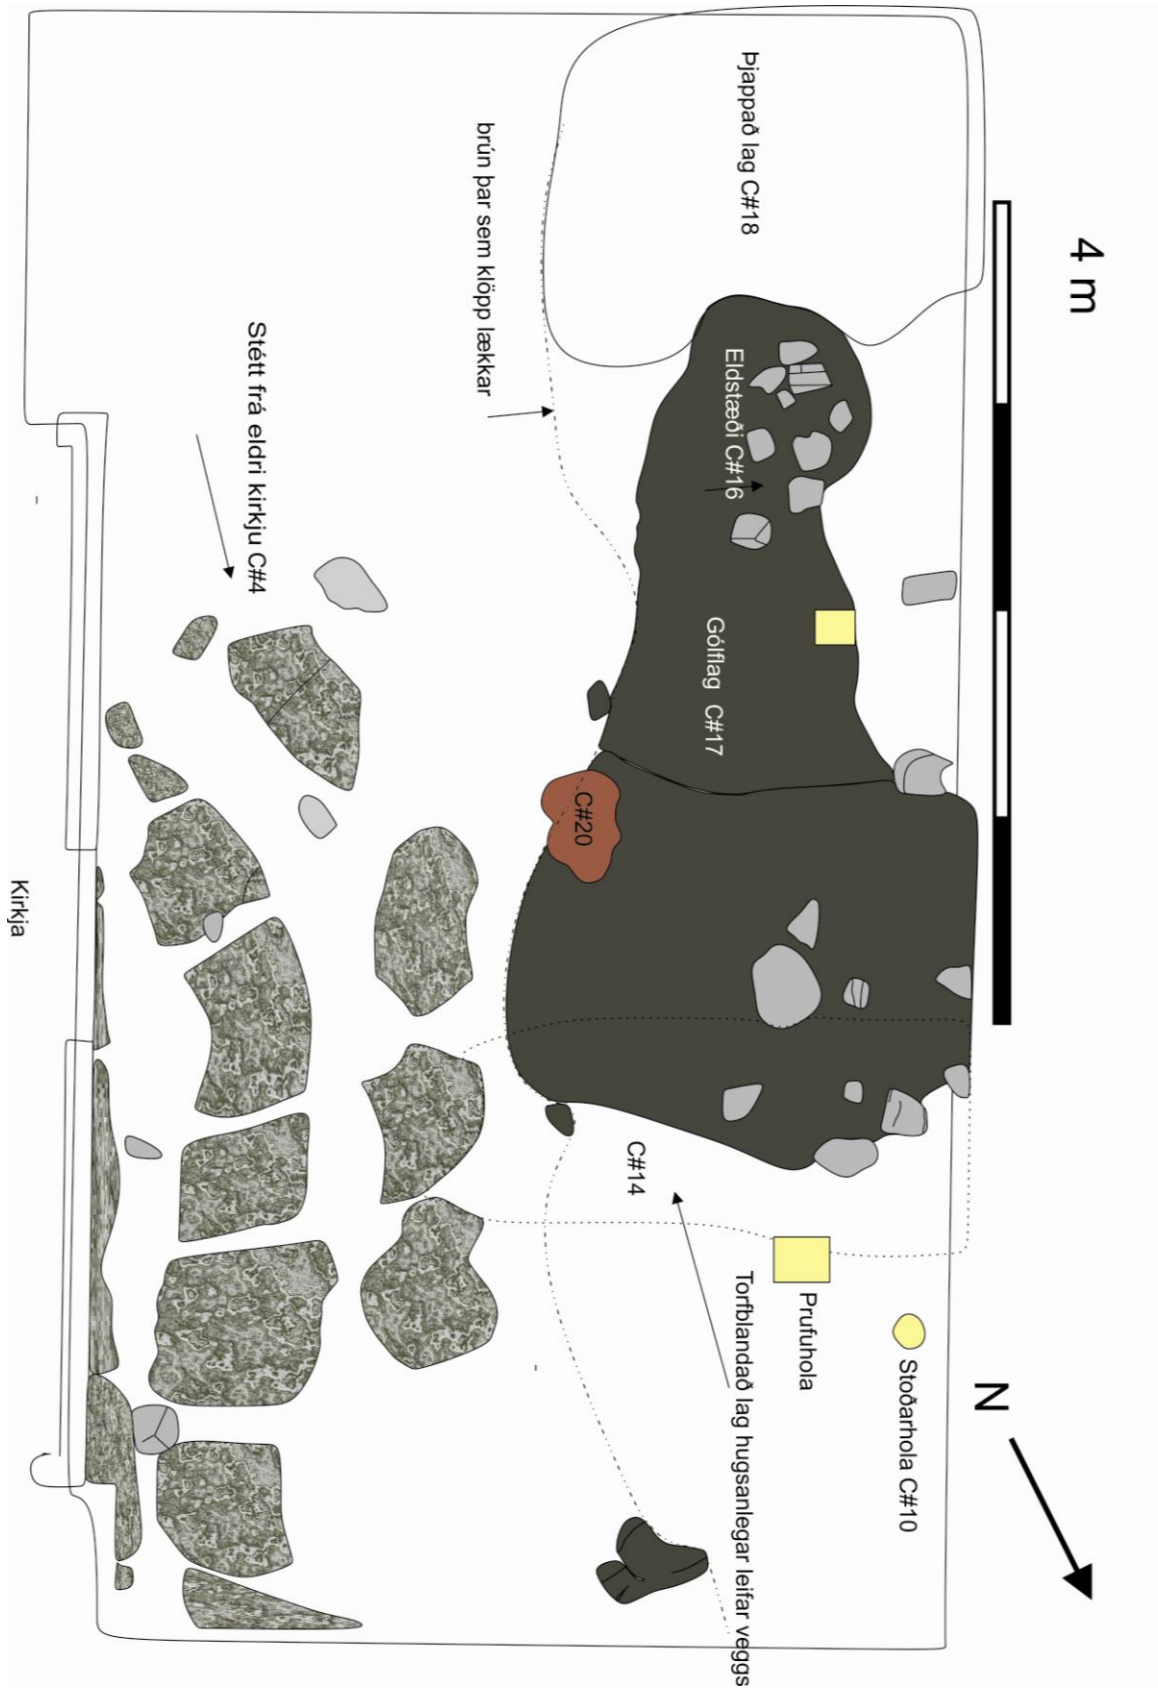 4 m
Þjappað lag C#18
brún þar sem klöpp lækkar
Stétt frá eldri kirkju C#4
Eldstæði C#16
Gólflag C#17
C#20
Kirkja
C#14
Torfblandað lag hugsanlegar leifar veggs
Prufuhola
Stoðarhola C#10
N